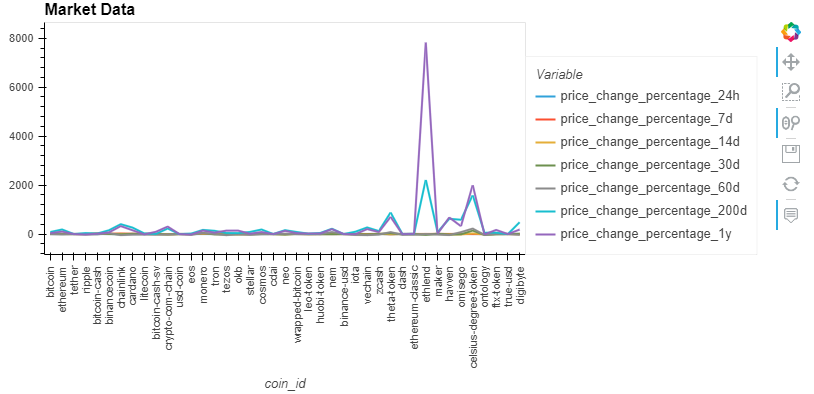 Market Data
8000
6000
4000
2000
0
bitcoin
ethereum
tether
ripple
bitcoin-cash
binancecoin
chainlink
cardano
litecoin
bitcoin-cash-sv
crypto-com-chain
usd-coin
eos
monero
tron
tezos
okb
stellar
cosmos
cdai
neo
wrapped-bitcoin
leo-token
huobi-token
nem
binance-usd
iota
vechain
zcash
theta-token
dash
ethereum-classic
ethlend
maker
havven
omisego
celsius-degree-token
ontology
ftx-token
true-usd
digibyte
coin_id
Variable
price_change_percentage_24h
price_change_percentage_7d
price_change_percentage_14d
price_change_percentage_30d
price_change_percentage_60d
price_change_percentage_200d
price_change_percentage_1y